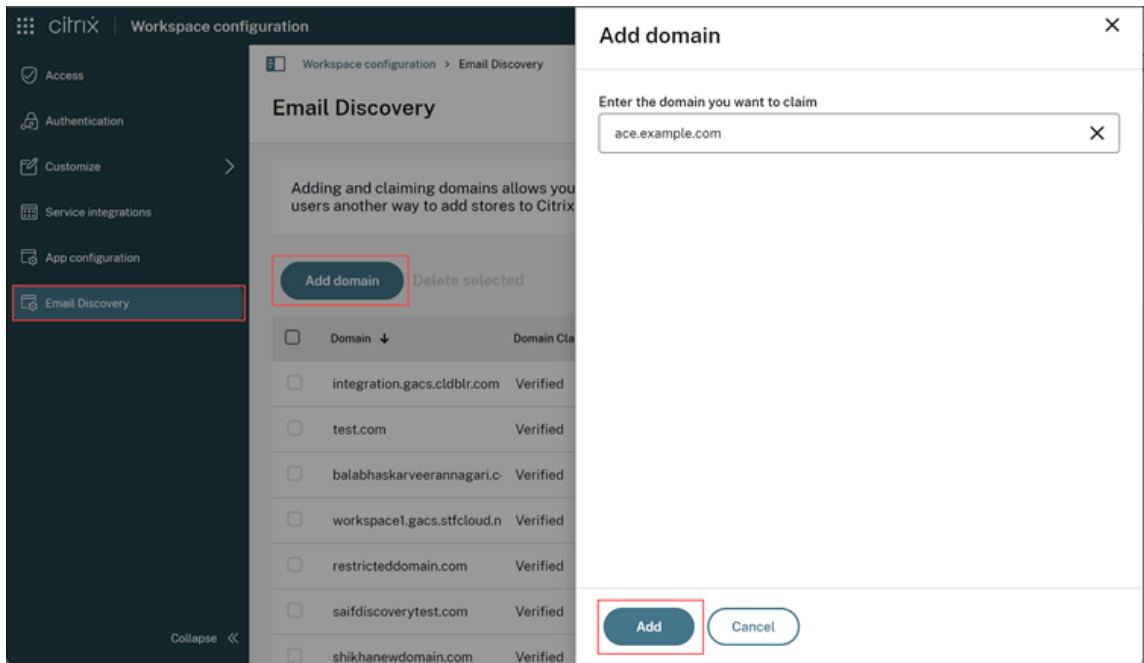 citrix | Workspace configuration
Access
Authentication
Customize
Service integrations
App configuration
Email Discovery
Collapse
Workspace configuration > Email Discovery
Email Discovery
Adding and claiming domains allows you
users another way to add stores to Citrix
Add domain Delete selected
Domain ↓ Domain Cla
integration.gacs.cldblr.com Verified
test.com Verified
balabhaskarveerannagari.c Verified
workspace1.gacs.stfcloud.n Verified
restricteddomain.com Verified
saifdiscoverytest.com Verified
shikhanewdomain.com Verified
Add domain
Enter the domain you want to claim
ace.example.com
Add Cancel